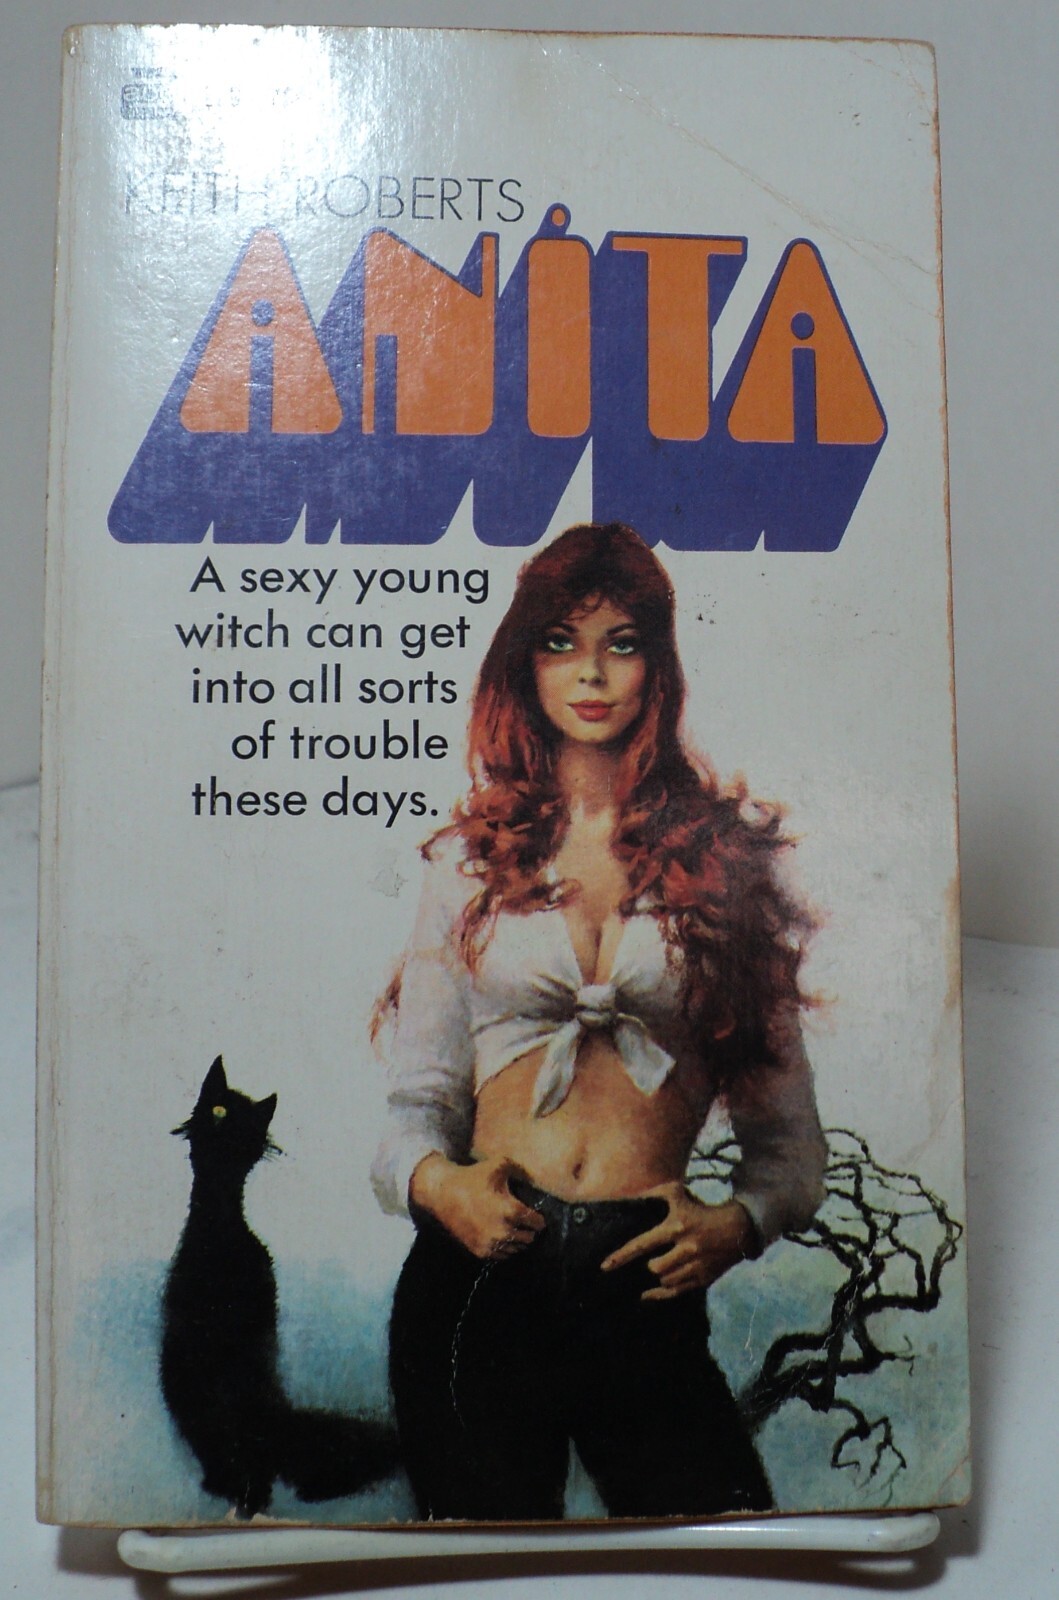 KEITH ROBERTS
ANiTA
A sexy young
witch can get
into all sorts
of trouble
these days.